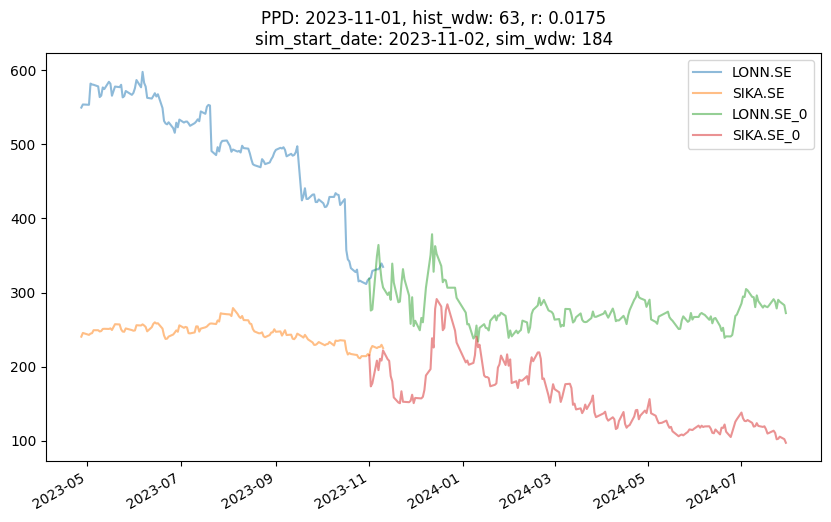 PPD: 2023-11-01, hist_wdw: 63, r: 0.0175
sim_start_date: 2023-11-02, sim_wdw: 184
LONN.SE
SIKA.SE
LONN.SE_0
SIKA.SE_0
600
500
400
300
200
100
2023-05
2023-07
2023-09
2023-11
2024-01
2024-03
2024-05
2024-07